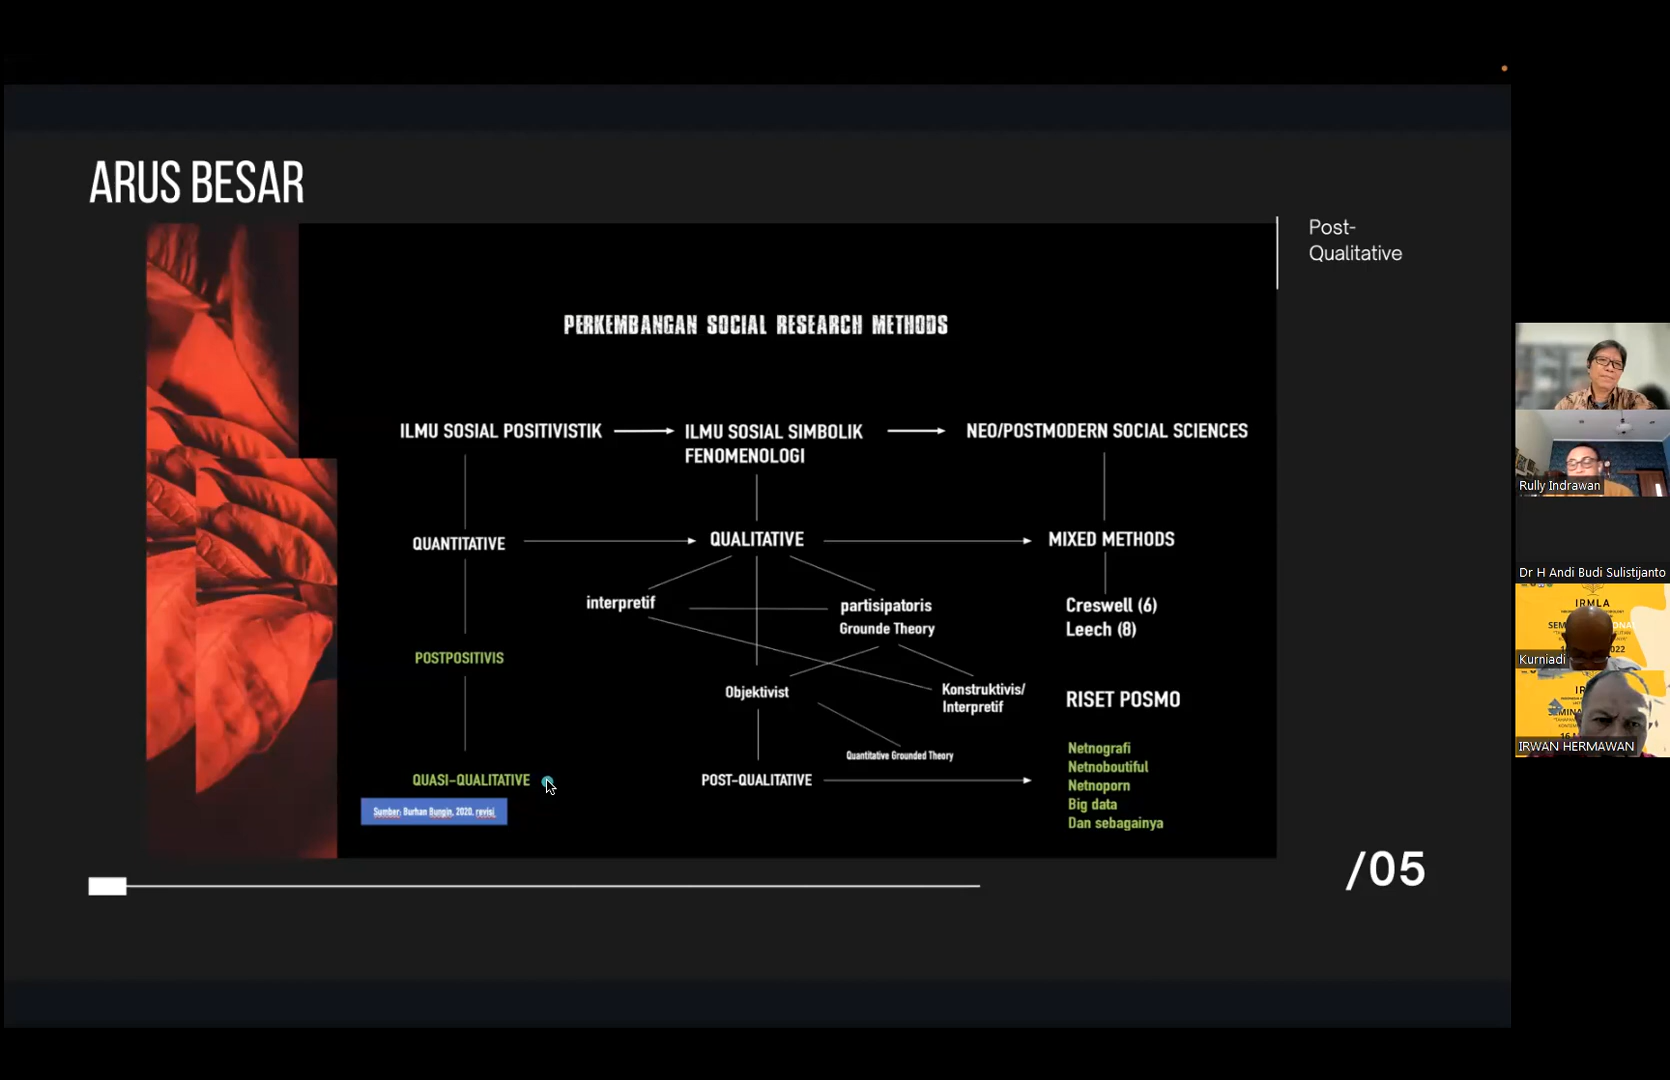 ARUS BESAR
Post-
Qualitative
PERKEMBANGAN SOCIAL RESEARCH METHODS
ILMU SOSIAL POSITIVISTIK
ILMU SOSIAL SIMBOLIK
FENOMENOLOGI
NEO/POSTMODERN SOCIAL SCIENCES
QUANTITATIVE
QUALITATIVE
MIXED METHODS
interpretif
partisipatoris
Grounde Theory
Creswell (6)
Leech (8)
POSTPOSITIVIS
Objektivist
Konstruktivis/
Interpretif
RISET POSMO
Quantitative Grounded Theory
Netnografi
Netnoboutiful
Netnoporn
Big data
Dan sebagainya
QUASI-QUALITATIVE
POST-QUALITATIVE
Sumber: Burhan Bungin, 2020, revisi
/05
Rully Indrawan
Dr H Andi Budi Sulistijanto
IRMLA
Kurniadi
IRWAN HERMAWAN